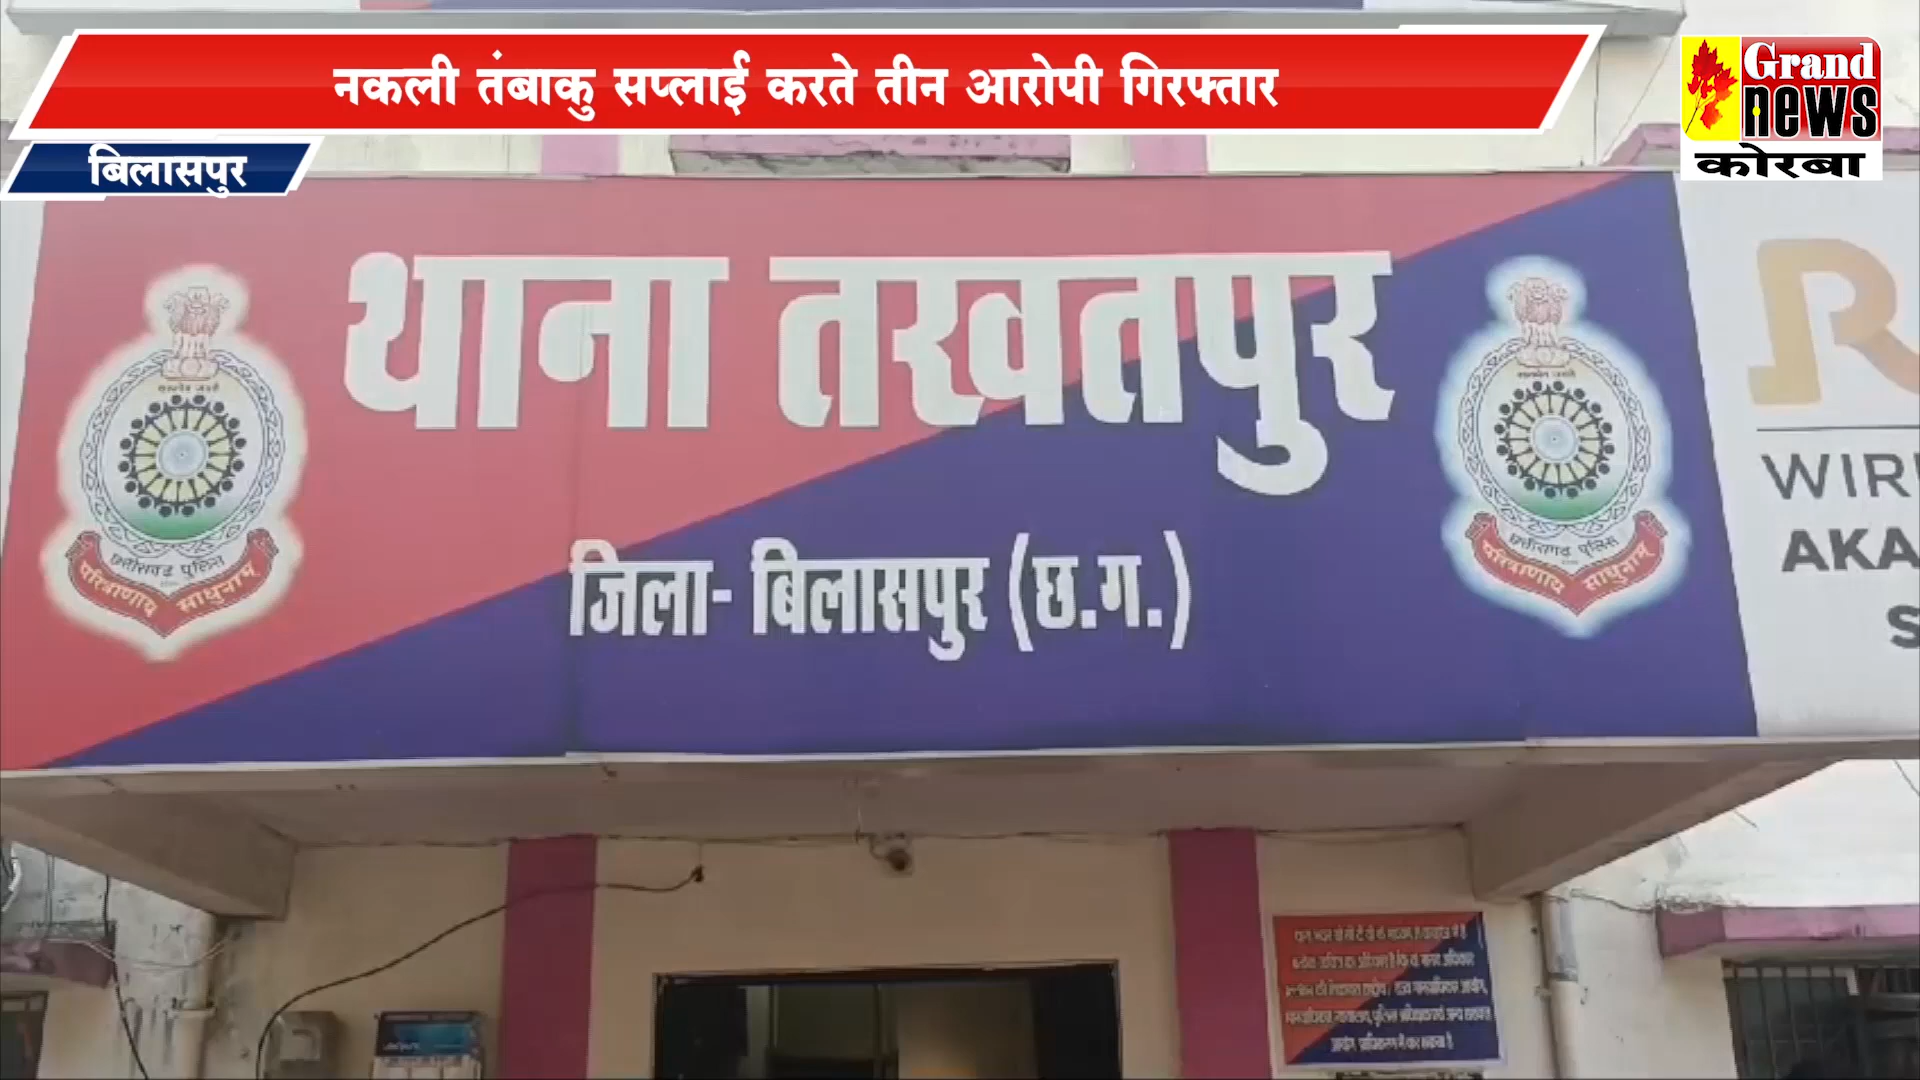 नकली तंबाकु सप्लाई करते तीन आरोपी गिरफ्तार
Grand
news
कोरबा
बिलासपुर
थाना तखतपुर
जिला- बिलासपुर (छ.ग.)
छत्तीसगढ़ पुलिस
परित्राणाय साधुनाम्
छत्तीसगढ़ पुलिस
परित्राणाय साधुनाम्
R
WIR
AKA
S